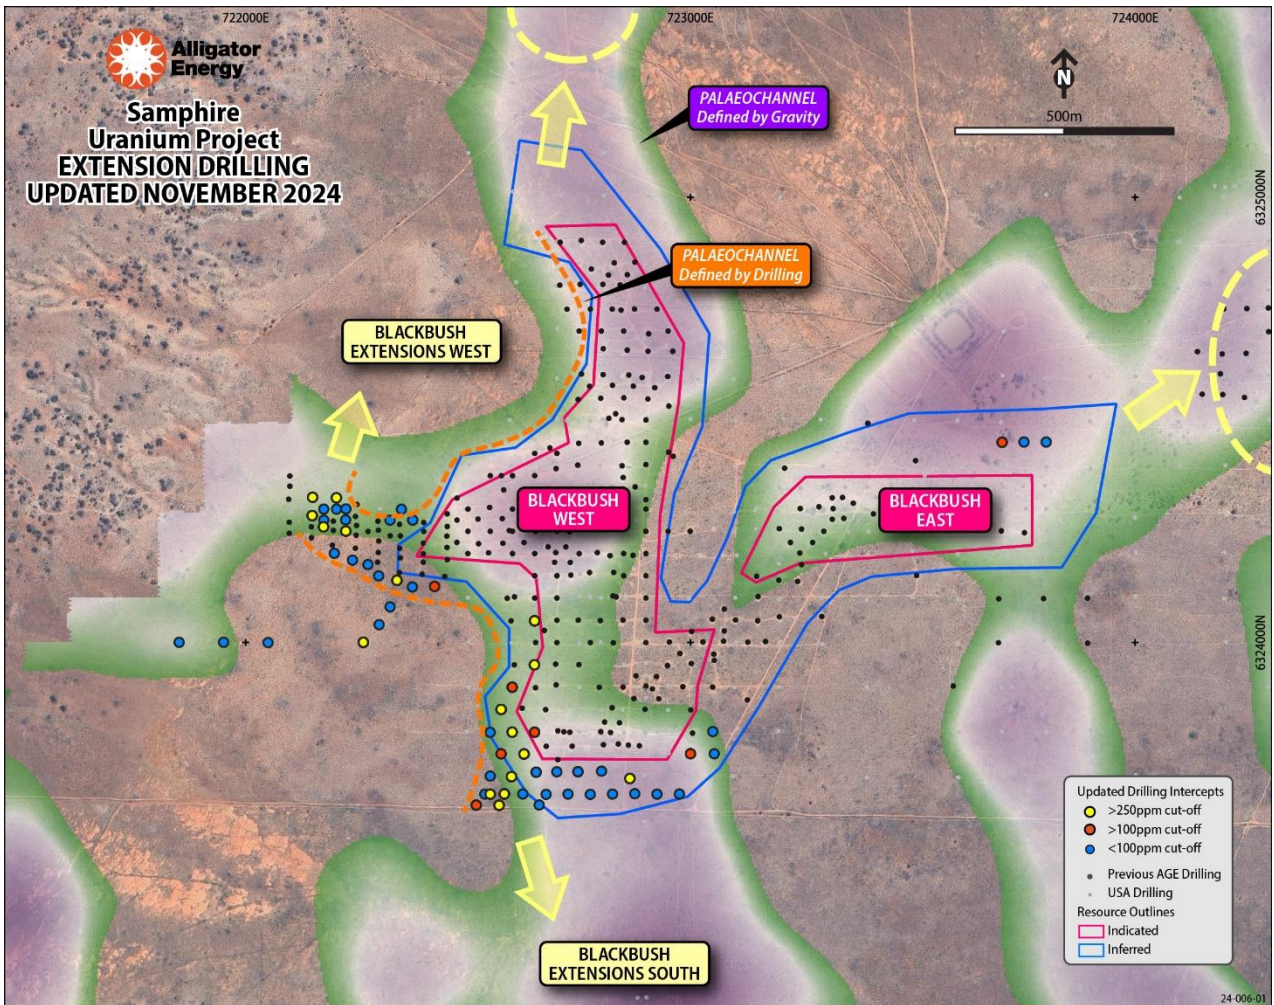 722000E
723000E
724000E
Alligator
Energy
Samphire
Uranium Project
EXTENSION DRILLING
UPDATED NOVEMBER 2024
PALAEOCHANNEL
Defined by Gravity
N
500m
6325000N
PALAEOCHANNEL
Defined by Drilling
BLACKBUSH
EXTENSIONS WEST
BLACKBUSH
WEST
BLACKBUSH
EAST
6324000N
BLACKBUSH
EXTENSIONS SOUTH
Updated Drilling Intercepts
>250ppm cut-off
>100ppm cut-off
<100ppm cut-off
Previous AGE Drilling
USA Drilling
Resource Outlines
Indicated
Inferred
24-006-01